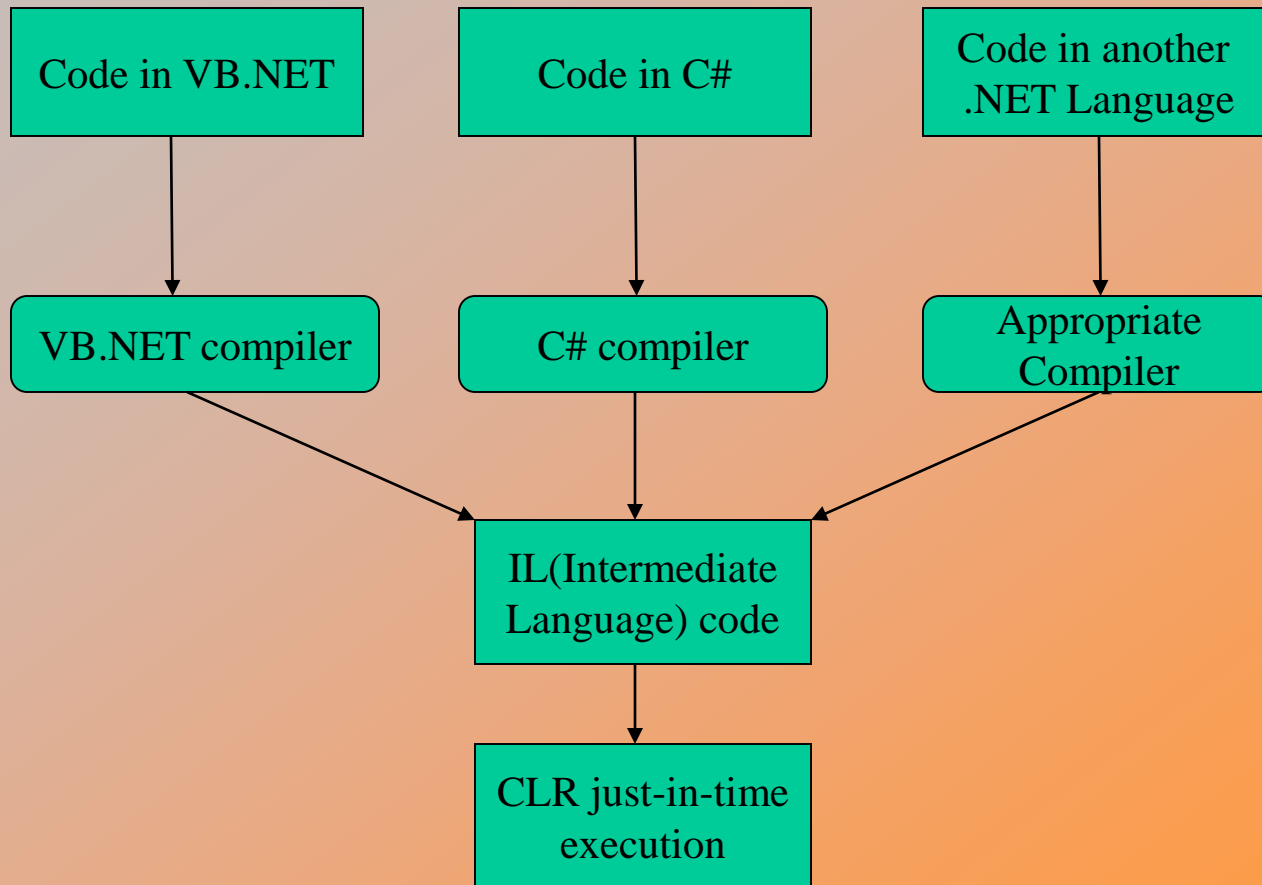 Code in VB.NET
Code in C#
Code in another
.NET Language
VB.NET compiler
C# compiler
Appropriate
Compiler
IL(Intermediate
Language) code
CLR just-in-time
execution